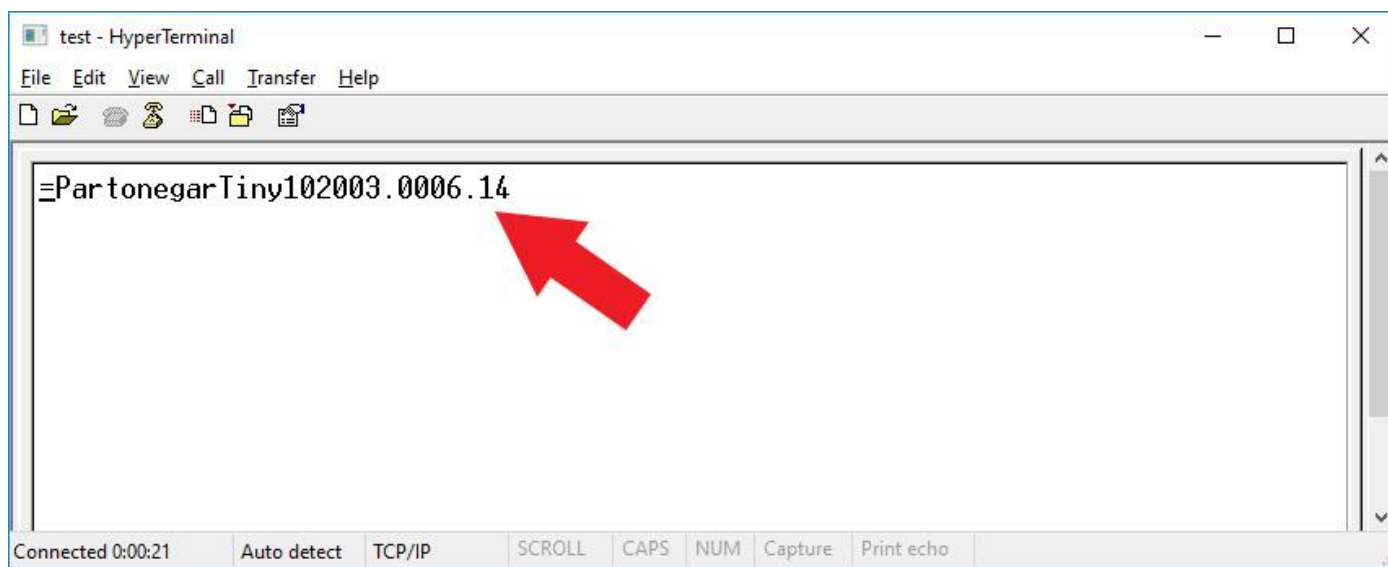 test - HyperTerminal
File Edit View Call Transfer Help
≡PartonegarTiny102003.0006.14
Connected 0:00:21 Auto detect TCP/IP SCROLL CAPS NUM Capture Print echo